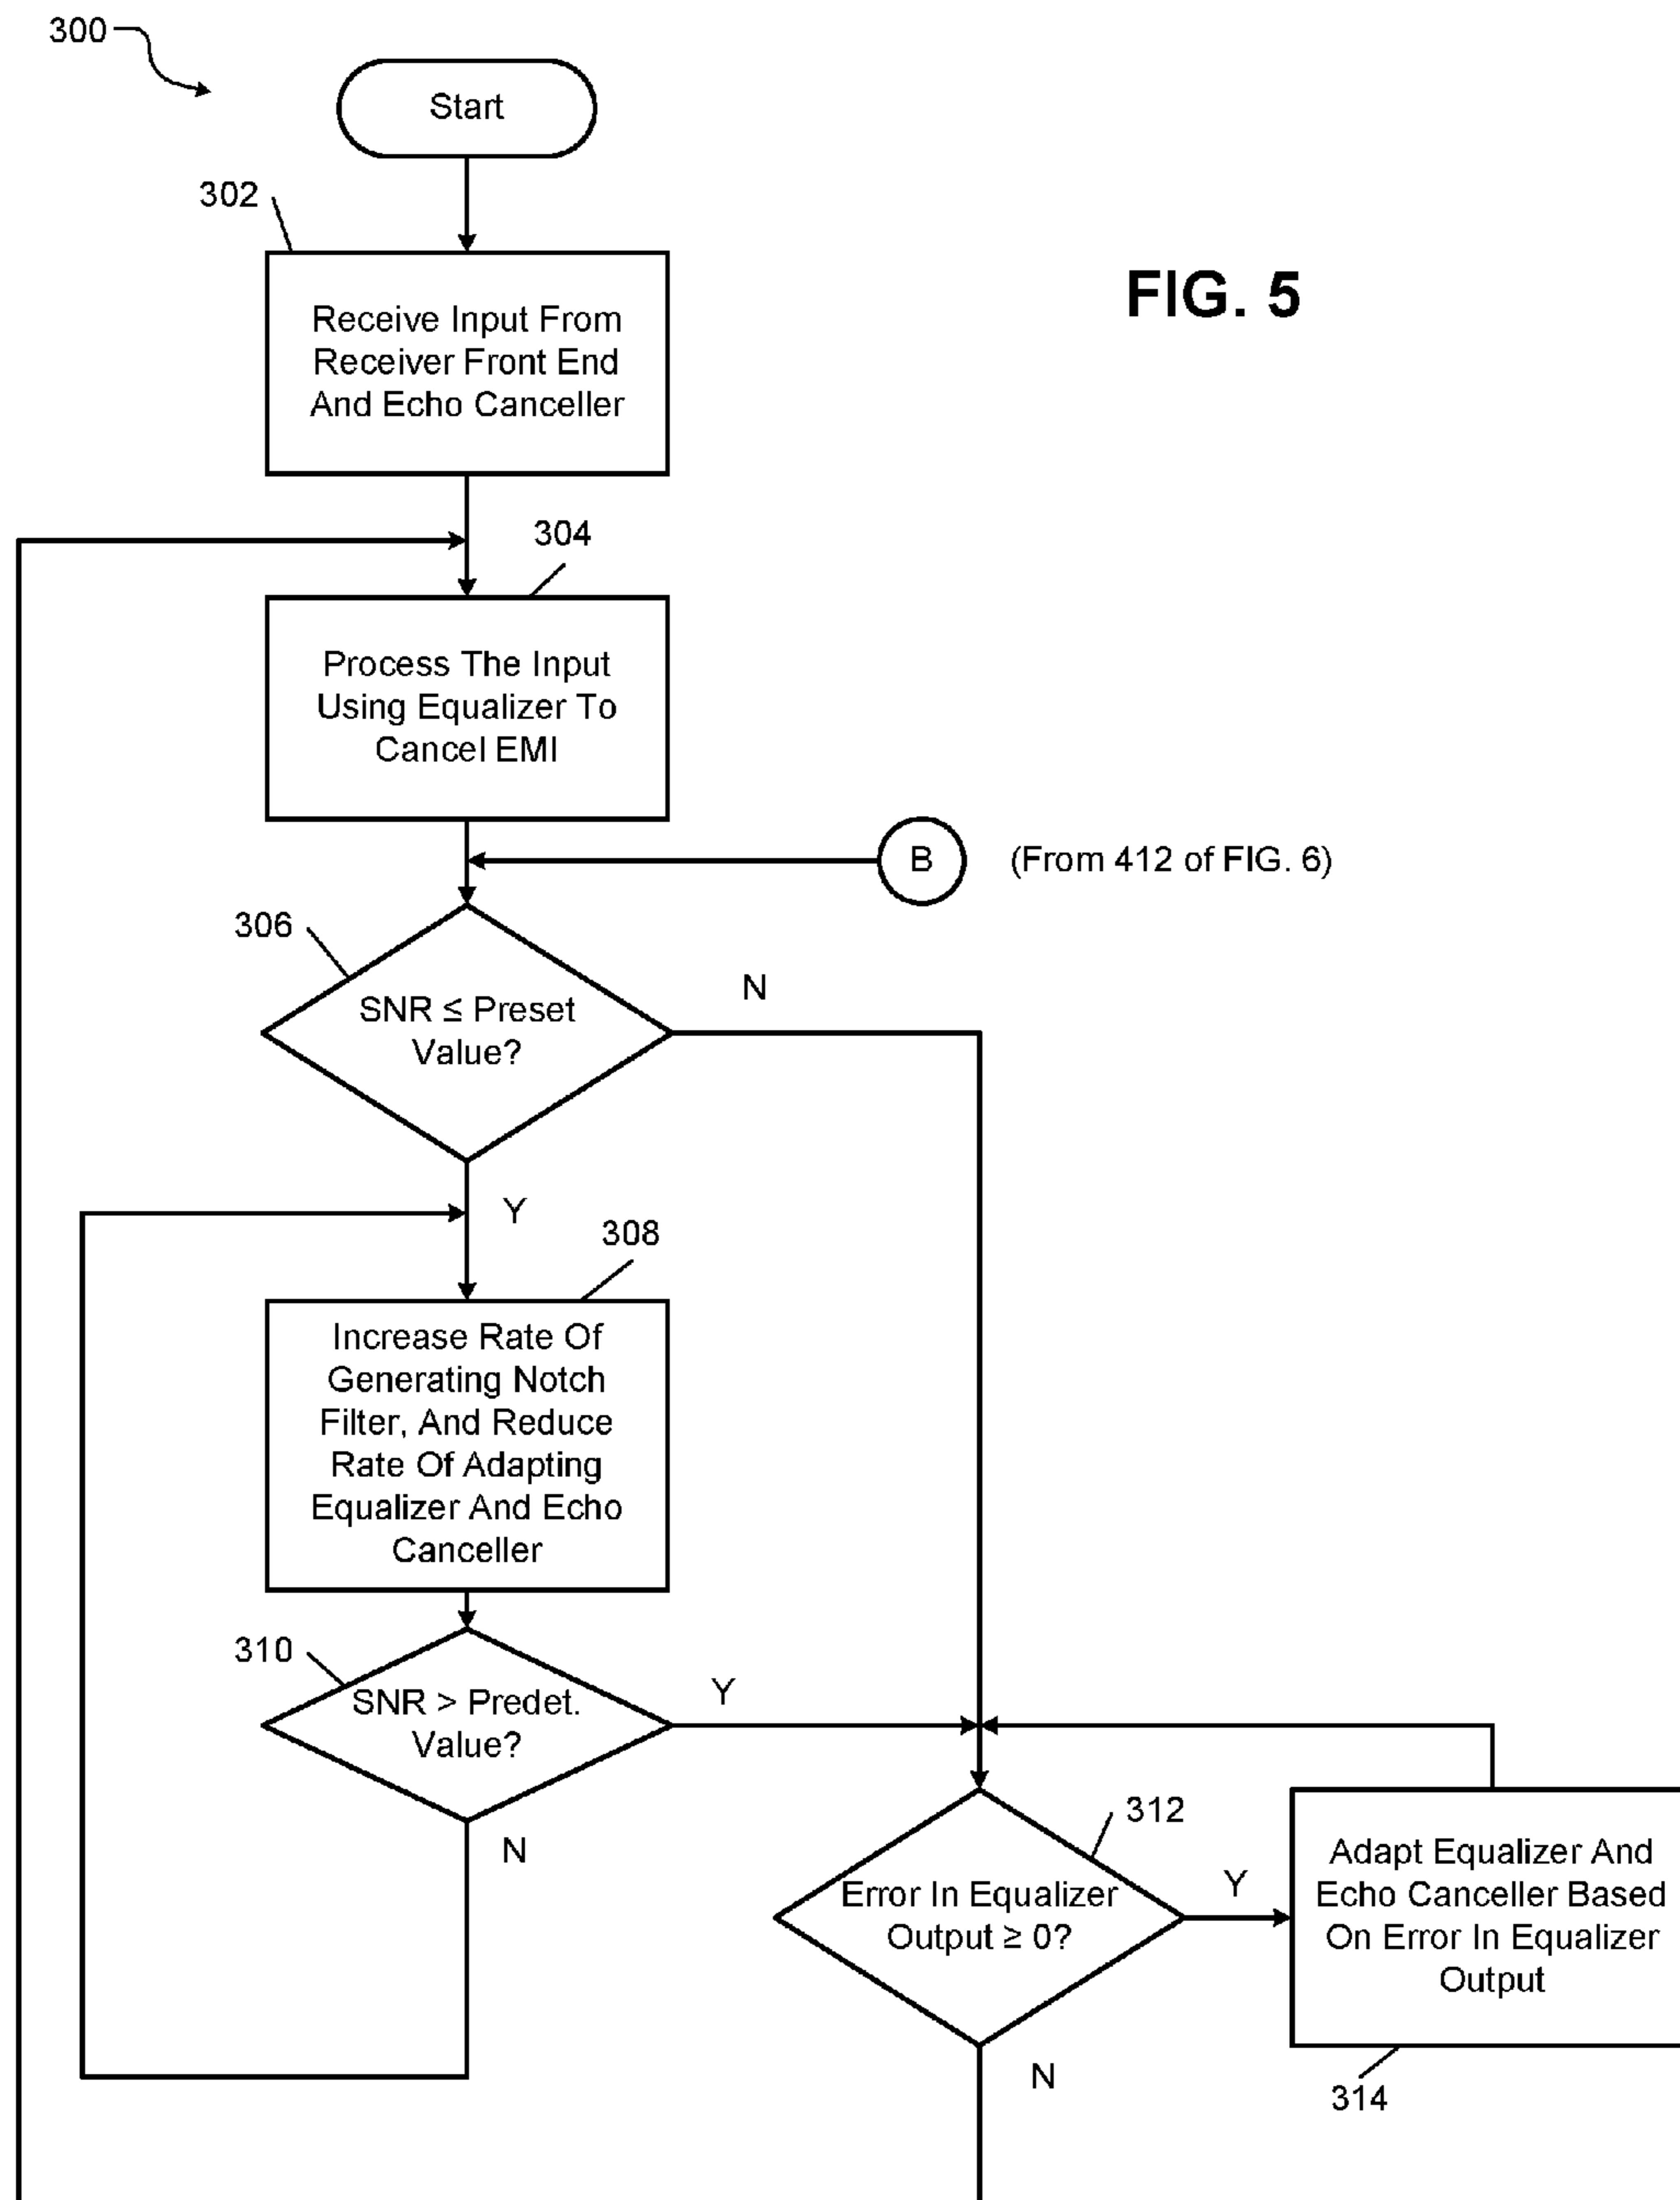 300
Start
302
FIG. 5
Receive Input From
Receiver Front End
And Echo Canceller
304
Process The Input
Using Equalizer To
Cancel EMI
B
(From 412 of FIG. 6)
306
N
SNR ≤ Preset
Value?
Y
308
Increase Rate Of
Generating Notch
Filter, And Reduce
Rate Of Adapting
Equalizer And Echo
Canceller
310
Y
SNR > Predet.
Value?
N
312
Error In Equalizer
Output ≥ 0?
Y
Adapt Equalizer And
Echo Canceller Based
On Error In Equalizer
Output
N
314